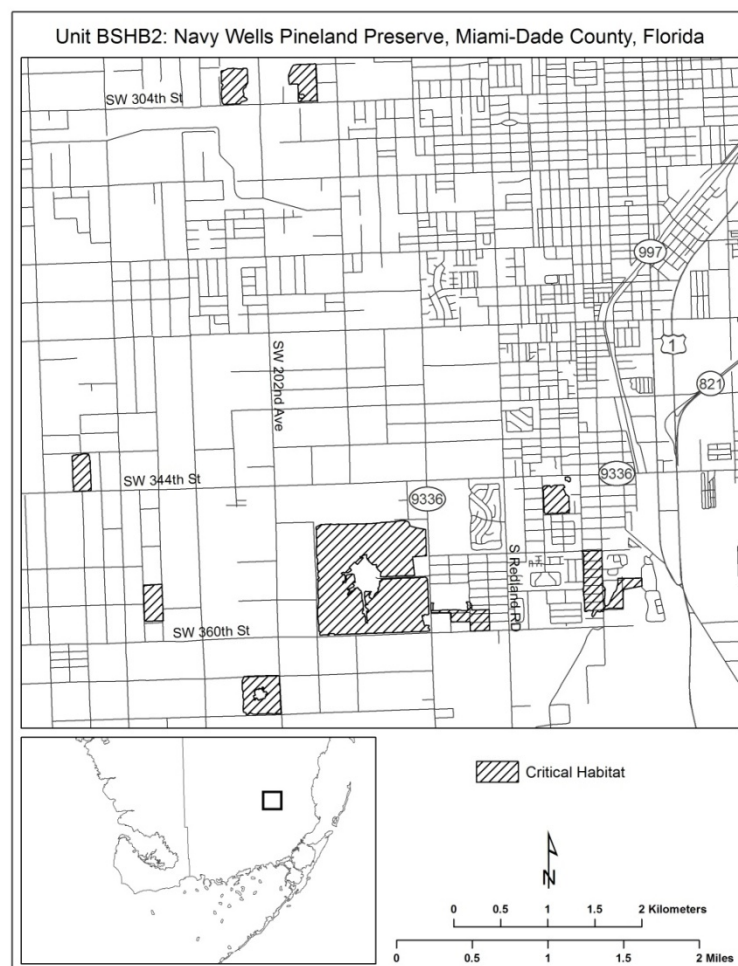 Unit BSHB2: Navy Wells Pineland Preserve, Miami-Dade County, Florida
SW 304th St
997
1
SW 202nd Ave
821
SW 344th St
9336
9336
S Redland RD
SW 360th St
Critical Habitat
N
0 0.5 1 1.5 2 Kilometers
0 0.5 1 1.5 2 Miles